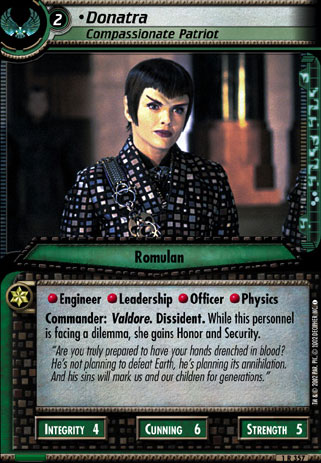 2
•Donatra
Compassionate Patriot
Romulan
Engineer Leadership Officer Physics
Commander: Valdore. Dissident. While this personnel
is facing a dilemma, she gains Honor and Security.
"Are you truly prepared to have your hands drenched in blood?
He's not planning to defeat Earth, he's planning its annihilation.
And his sins will mark us and our children for generations."
INTEGRITY 4 CUNNING 6 STRENGTH 5
1 R 357